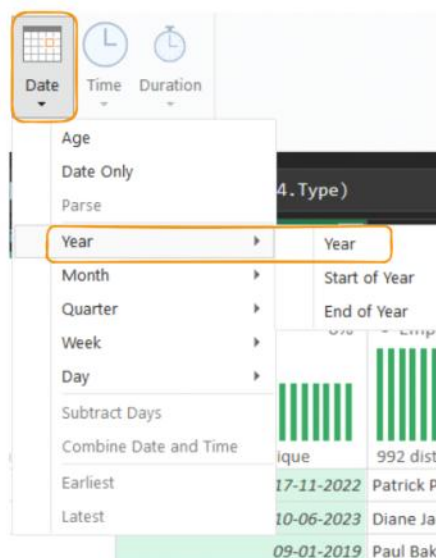 Date Time Duration
Age
Date Only
4.Type)
Parse
Year Year
Month Start of Year
Quarter End of Year
Week
Day
Subtract Days
Combine Date and Time
ique 992 dist
Earliest
17-11-2022 Patrick P
Latest
10-06-2023 Diane Ja
09-01-2019 Paul Bak